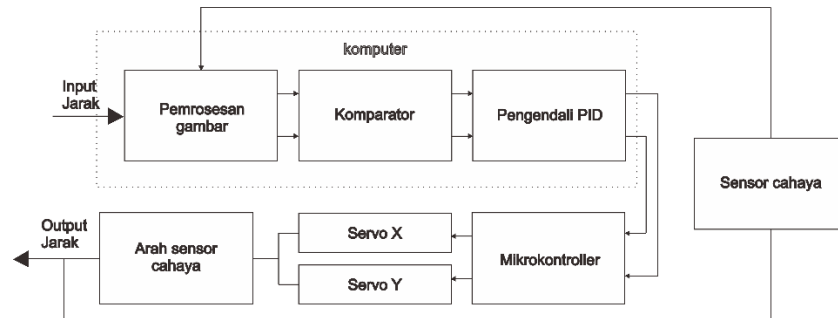 komputer
Input
Jarak
Pemrosesan
gambar
Komparator
Pengendali PID
Sensor cahaya
Output
Jarak
Arah sensor
cahaya
Servo X
Servo Y
Mikrokontroller